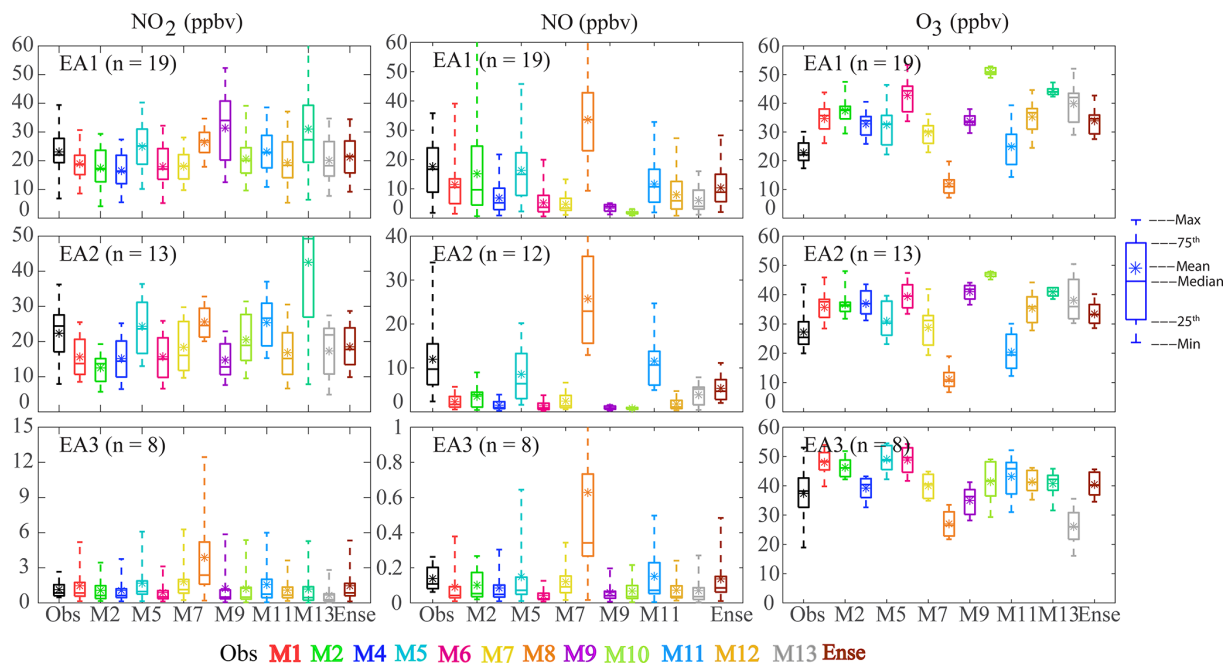 NO2 (ppbv) NO (ppbv) O3 (ppbv)
60 EA1 (n = 19) 60 EA1 (n = 19) 60 EA1 (n = 19)
50 50 50
40 40 40
30 30 30
20 20 20
10 10 10
0 0 0
50 EA2 (n = 13) 40 EA2 (n = 12) 60 EA2 (n = 13)
40 30 50
30 20 40
20 10 30
10 0 20
0 10
0
15 EA3 (n = 8) 1 EA3 (n = 8) 60 EA3 (n = 8)
12 0.8 50
9 0.6 40
6 0.4 30
3 0.2 20
0 0 10
0
---Max
---75th
---Mean
---Median
---25th
---Min
Obs M2 M5 M7 M9 M11 M13 Ense Obs M2 M5 M7 M9 M11 Ense Obs M2 M5 M7 M9 M11 M13 Ense
Obs M1 M2 M4 M5 M6 M7 M8 M9 M10 M11 M12 M13 Ense